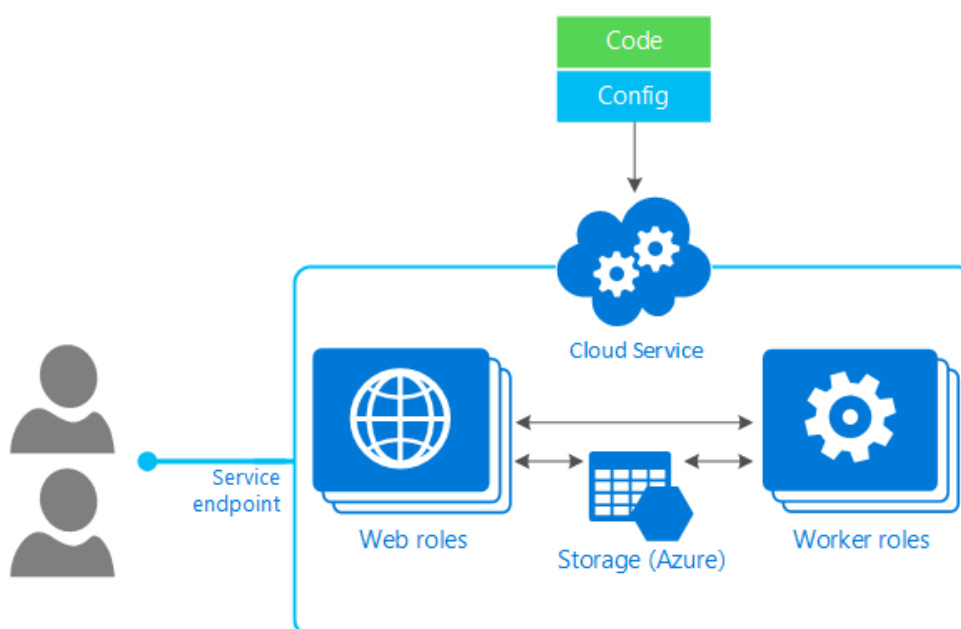 Code
Config
Cloud Service
Service
endpoint
Web roles
Storage (Azure)
Worker roles